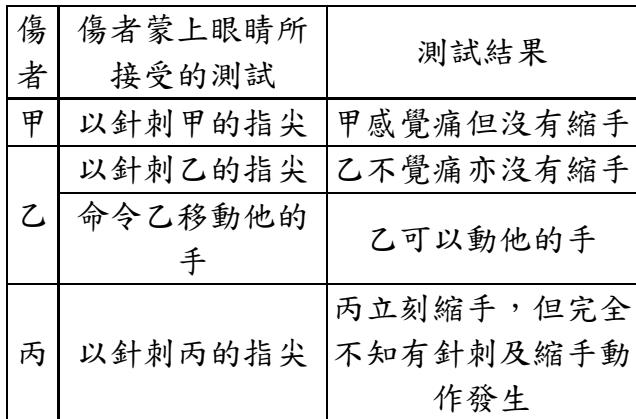 傷者
傷者蒙上眼睛所
接受的測試
測試結果
甲
以針刺甲的指尖
甲感覺痛但沒有縮手
乙
以針刺乙的指尖
乙不覺痛亦沒有縮手
命令乙移動他的
手
乙可以動他的手
丙
以針刺丙的指尖
丙立刻縮手，但完全
不知有針刺及縮手動
作發生